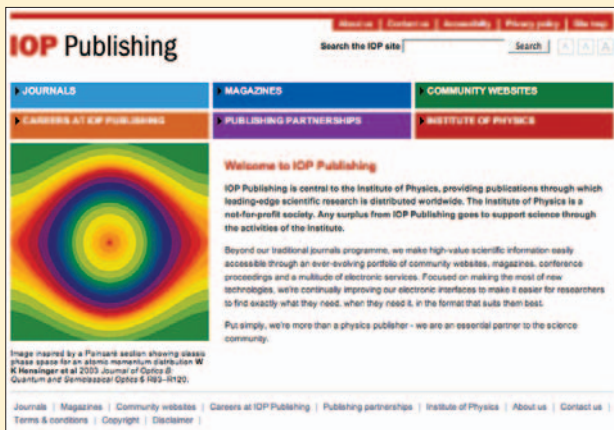 About us | Contact us | Accessibility | Privacy policy | Site map
IOP Publishing
Search the IOP site
Search
A A A
JOURNALS
MAGAZINES
COMMUNITY WEBSITES
CAREERS AT IOP PUBLISHING
PUBLISHING PARTNERSHIPS
INSTITUTE OF PHYSICS
Welcome to IOP Publishing
IOP Publishing is central to the Institute of Physics, providing publications through which
leading-edge scientific research is distributed worldwide. The Institute of Physics is a
not-for-profit society. Any surplus from IOP Publishing goes to support science through
the activities of the Institute.
Beyond our traditional journals programme, we make high-value scientific information easily
accessible through an ever-evolving portfolio of community websites, magazines, conference
proceedings and a multitude of electronic services. Focused on making the most of new
technologies, we're continually improving our electronic interfaces to make it easier for researchers
to find exactly what they need, when they need it, in the format that suits them best.
Put simply, we're more than a physics publisher - we are an essential partner to the science
community.
Image inspired by a Poincaré section showing classic
phase space for an atomic momentum distribution W
K Hensinger et al 2003 Journal of Optics B:
Quantum and Semiclassical Optics 5 R83–R120.
Journals | Magazines | Community websites | Careers at IOP Publishing | Publishing partnerships | Institute of Physics | About us | Contact us |
Terms & conditions | Copyright | Disclaimer |